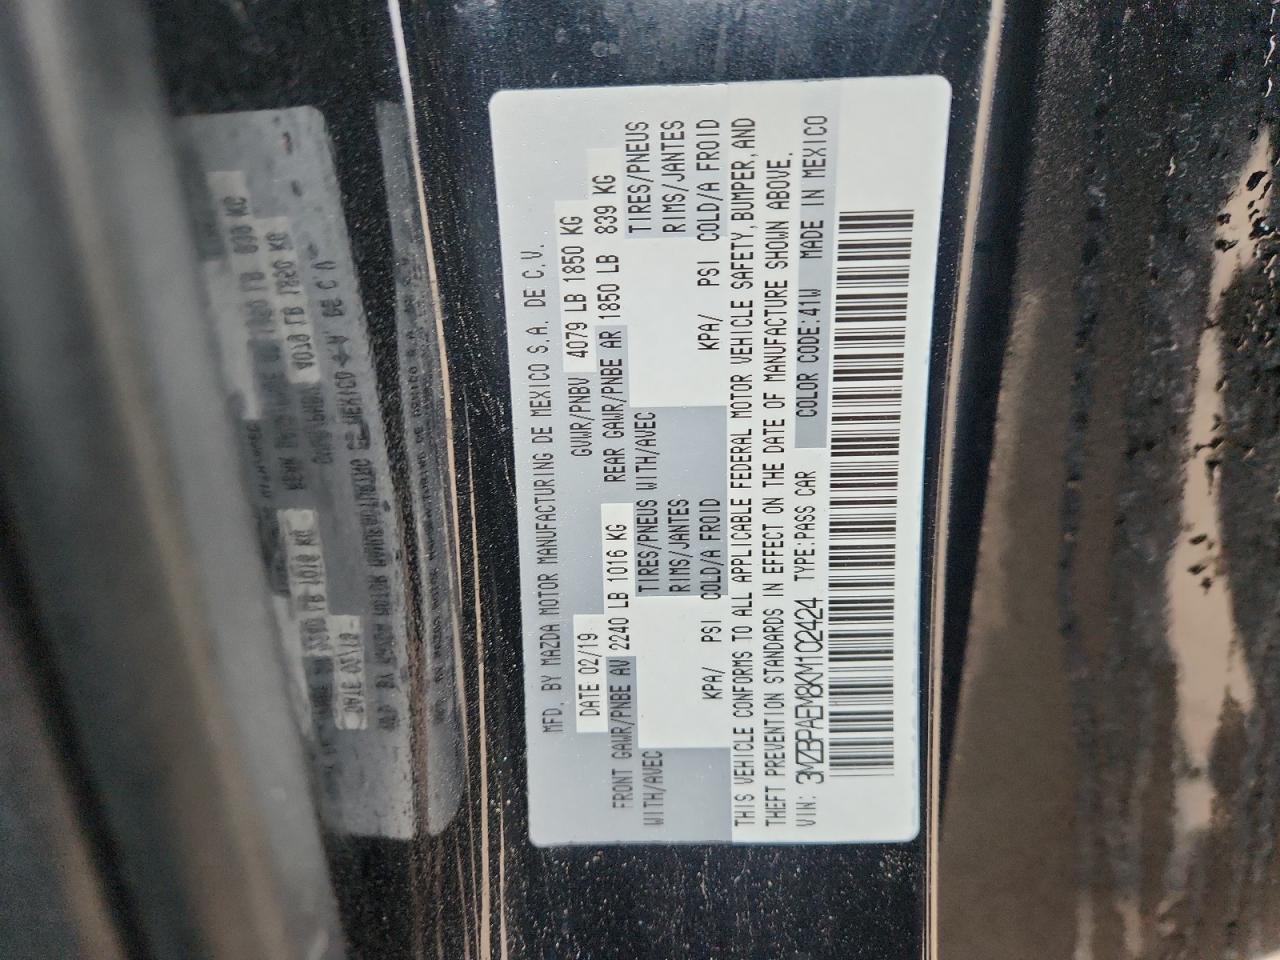 MFD. BY MAZDA MOTOR MANUFACTURING DE MEXICO S.A. DE C.V.
DATE 02/19 GVWR/PNBV 4079 LB 1850 KG
FRONT GAWR/PNBE AV 2240 LB 1016 KG REAR GAWR/PNBE AR 1850 LB 839 KG
WITH/AVEC TIRES/PNEUS WITH/AVEC TIRES/PNEUS
RIMS/JANTES RIMS/JANTES
KPA/ PSI COLD/A FROID KPA/ PSI COLD/A FROID
THIS VEHICLE CONFORMS TO ALL APPLICABLE FEDERAL MOTOR VEHICLE SAFETY, BUMPER, AND
THEFT PREVENTION STANDARDS IN EFFECT ON THE DATE OF MANUFACTURE SHOWN ABOVE.
VIN: 3MZBPAEM8KM102424 TYPE:PASS CAR COLOR CODE:41W MADE IN MEXICO